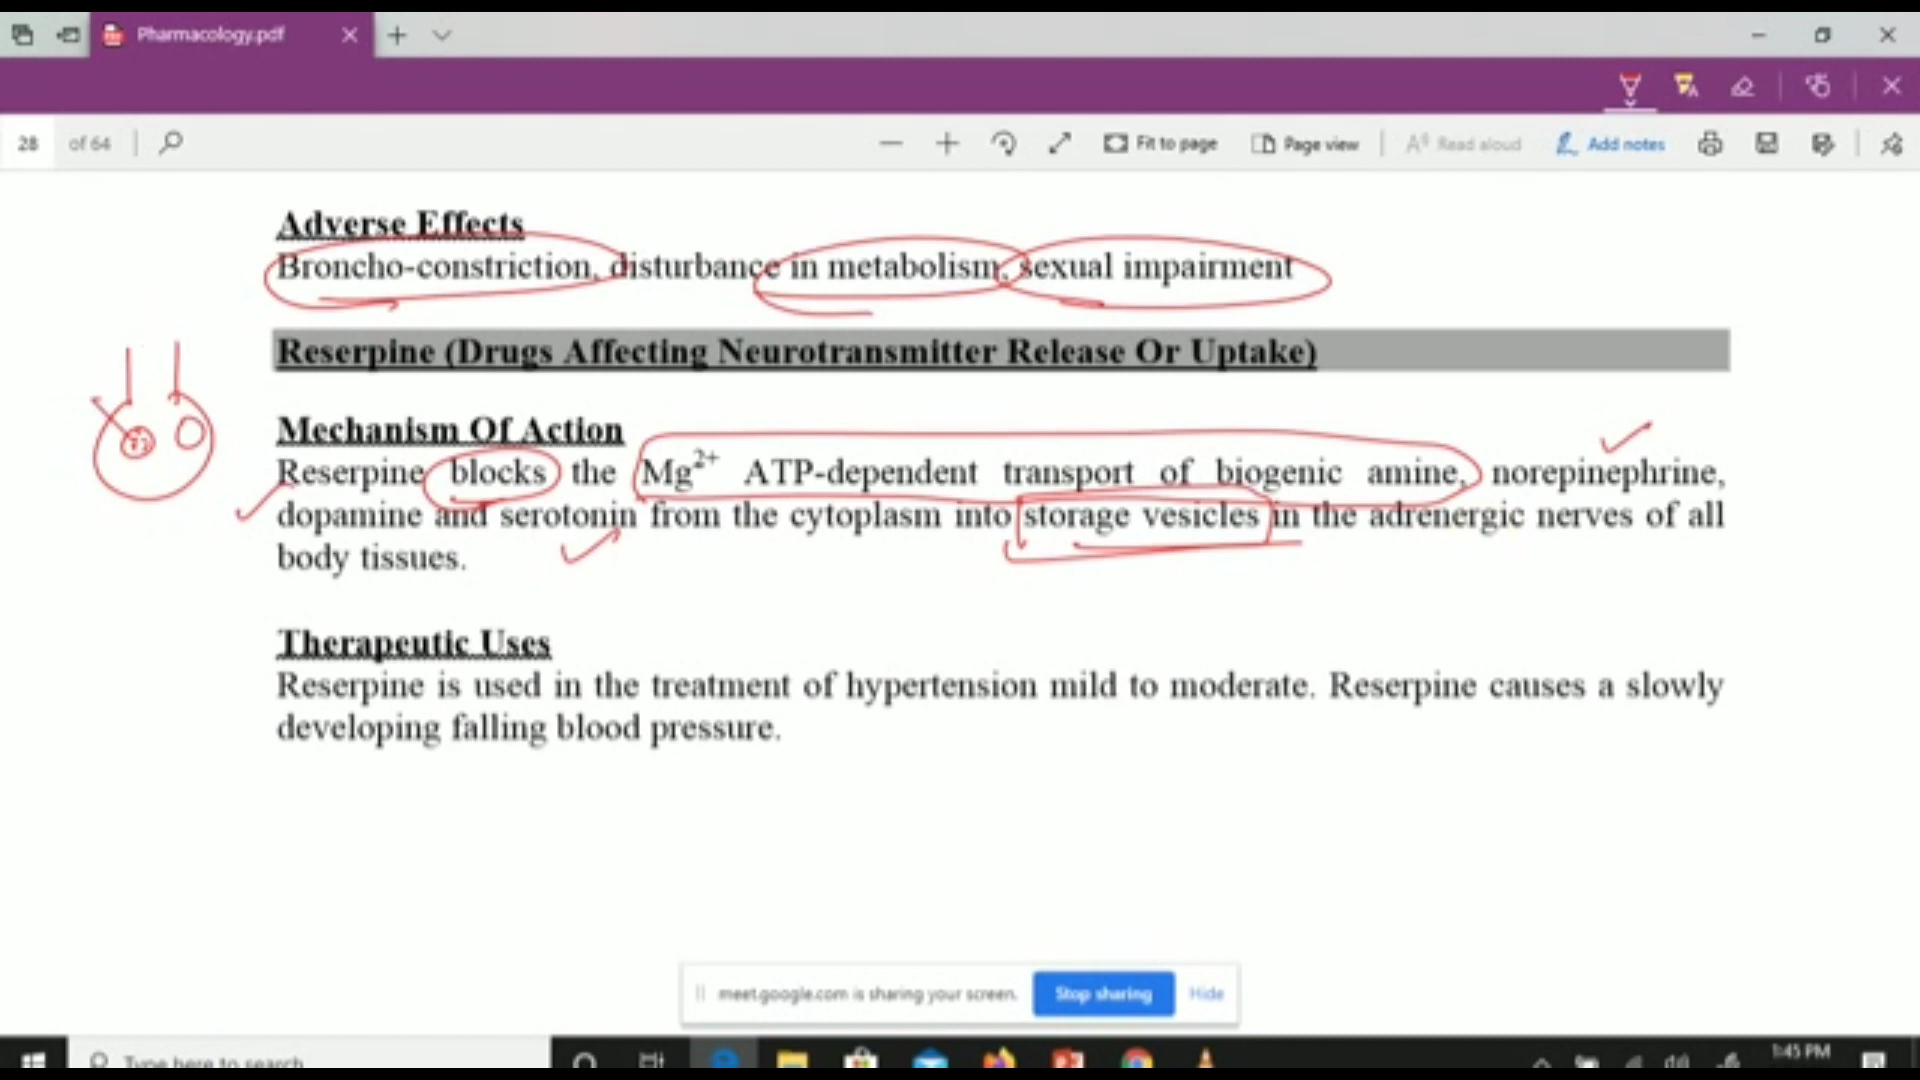 Pharmacology.pdf
28 of 64
Fit to page
Page view
Read aloud
Add notes
Adverse Effects
Broncho-constriction, disturbance in metabolism, sexual impairment
Reserpine (Drugs Affecting Neurotransmitter Release Or Uptake)
Mechanism Of Action
Reserpine blocks the Mg²⁺ ATP-dependent transport of biogenic amine, norepinephrine,
dopamine and serotonin from the cytoplasm into storage vesicles in the adrenergic nerves of all
body tissues.
Therapeutic Uses
Reserpine is used in the treatment of hypertension mild to moderate. Reserpine causes a slowly
developing falling blood pressure.
meet.google.com is sharing your screen.
Stop sharing
Hide
Type here to search
1:45 PM